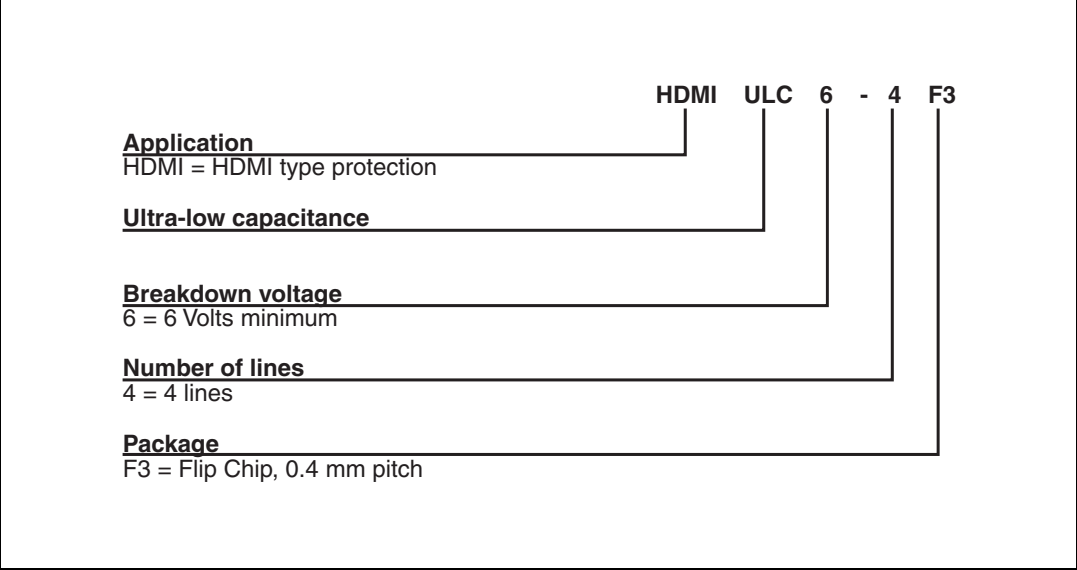 HDMI ULC 6 - 4 F3
Application
HDMI = HDMI type protection
Ultra-low capacitance
Breakdown voltage
6 = 6 Volts minimum
Number of lines
4 = 4 lines
Package
F3 = Flip Chip, 0.4 mm pitch